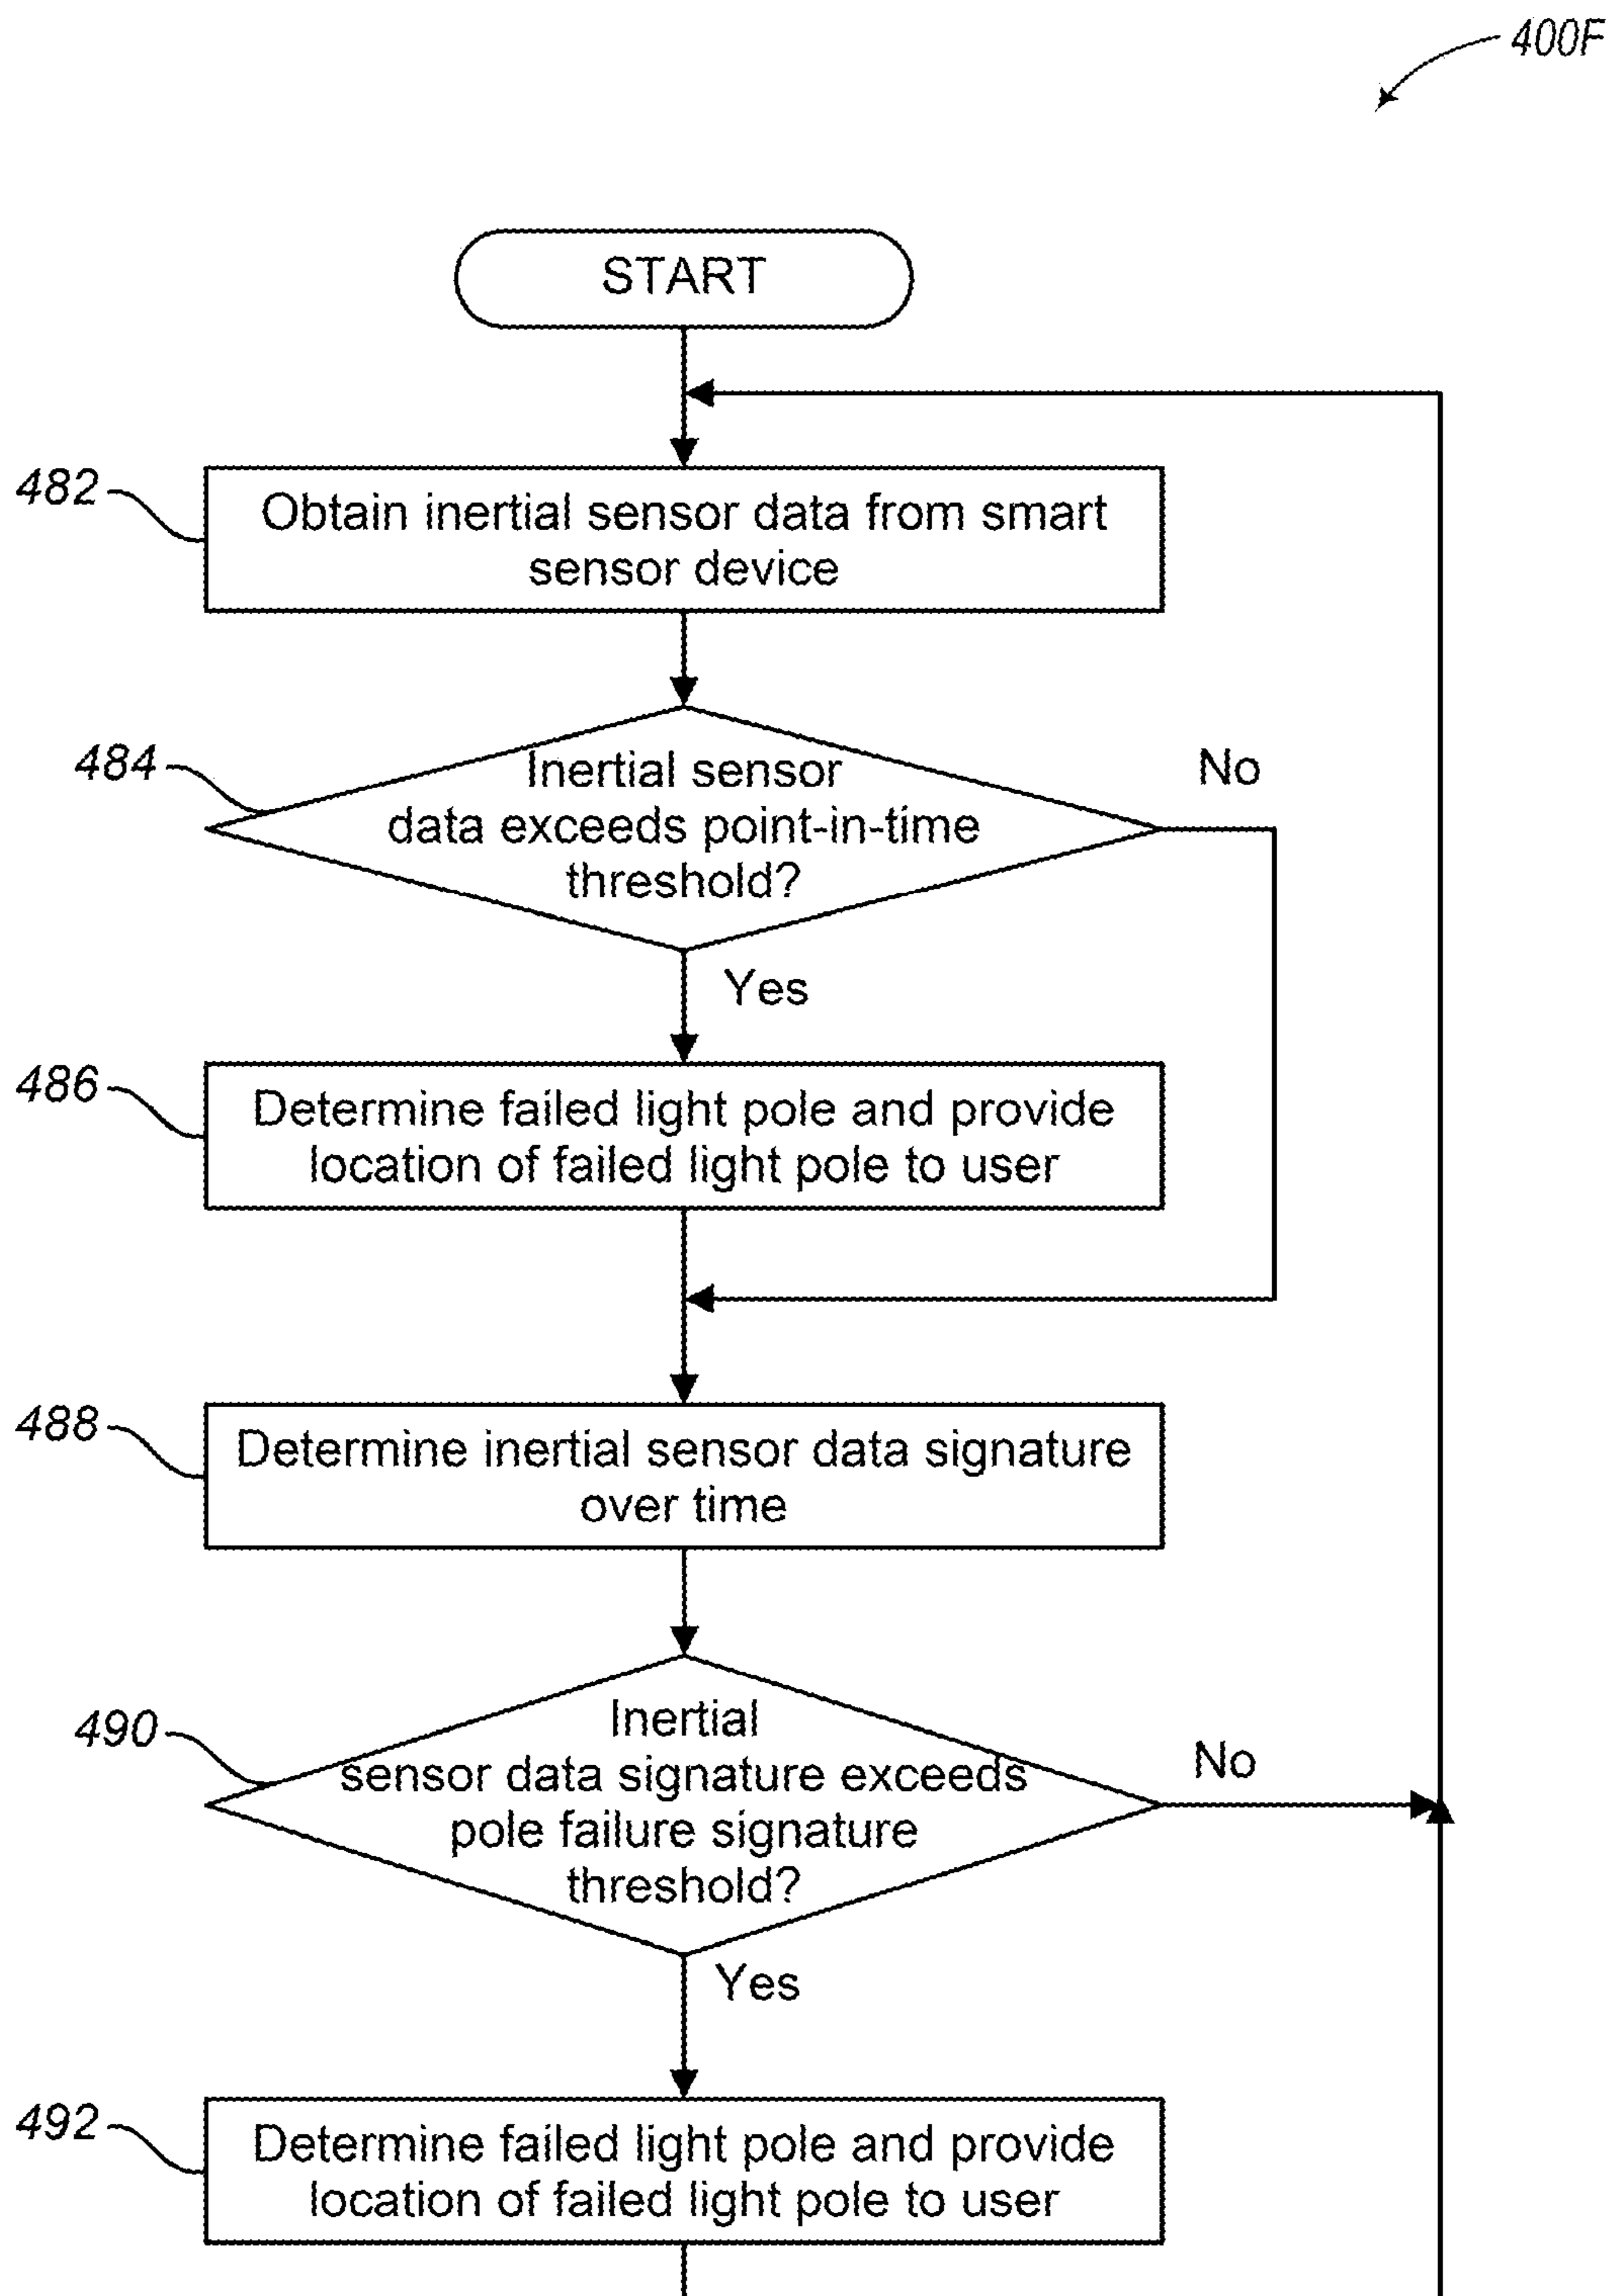 400F
START
482
Obtain inertial sensor data from smart
sensor device
484
Inertial sensor
data exceeds point-in-time
threshold?
No
Yes
486
Determine failed light pole and provide
location of failed light pole to user
488
Determine inertial sensor data signature
over time
490
Inertial
sensor data signature exceeds
pole failure signature
threshold?
No
Yes
492
Determine failed light pole and provide
location of failed light pole to user